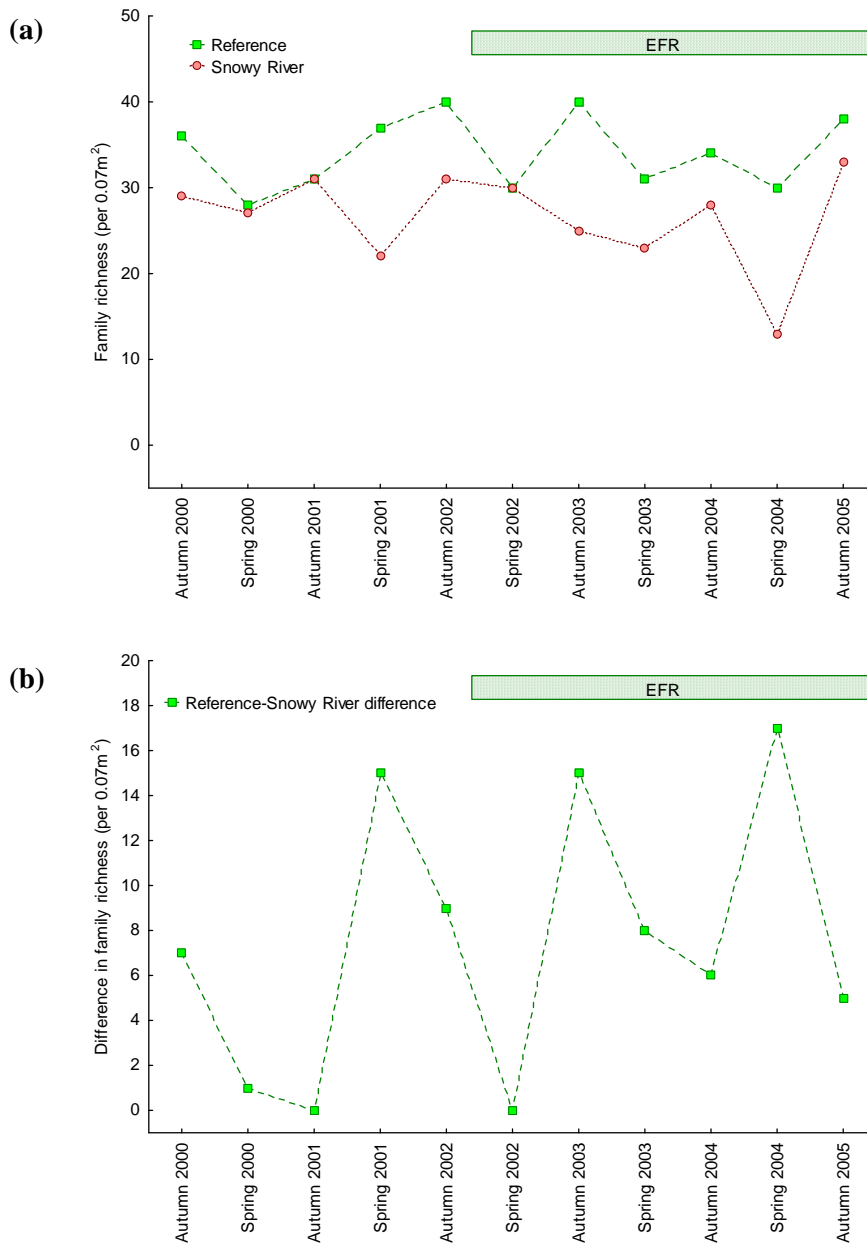 (a)
50
40
30
20
10
0
Family richness (per 0.07m²)
Reference
Snowy River
EFR
Autumn 2000
Spring 2000
Autumn 2001
Spring 2001
Autumn 2002
Spring 2002
Autumn 2003
Spring 2003
Autumn 2004
Spring 2004
Autumn 2005
(b)
20
18
16
14
12
10
8
6
4
2
0
Difference in family richness (per 0.07m²)
Reference-Snowy River difference
EFR
Autumn 2000
Spring 2000
Autumn 2001
Spring 2001
Autumn 2002
Spring 2002
Autumn 2003
Spring 2003
Autumn 2004
Spring 2004
Autumn 2005